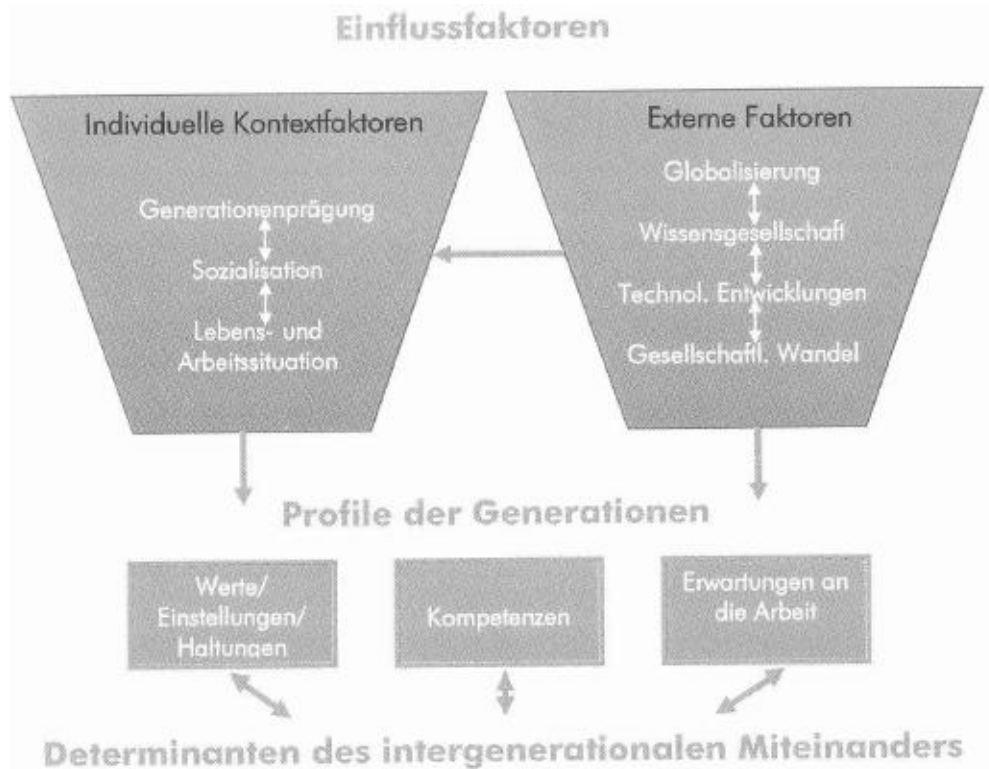 Einflussfaktoren
Individuelle Kontextfaktoren
Generationenprägung
Sozialisation
Lebens- und
Arbeitssituation
Externe Faktoren
Globalisierung
Wissensgesellschaft
Technol. Entwicklungen
Gesellschaftl. Wandel
Profile der Generationen
Werte/
Einstellungen/
Haltungen
Kompetenzen
Erwartungen an
die Arbeit
Determinanten des intergenerationalen Miteinanders